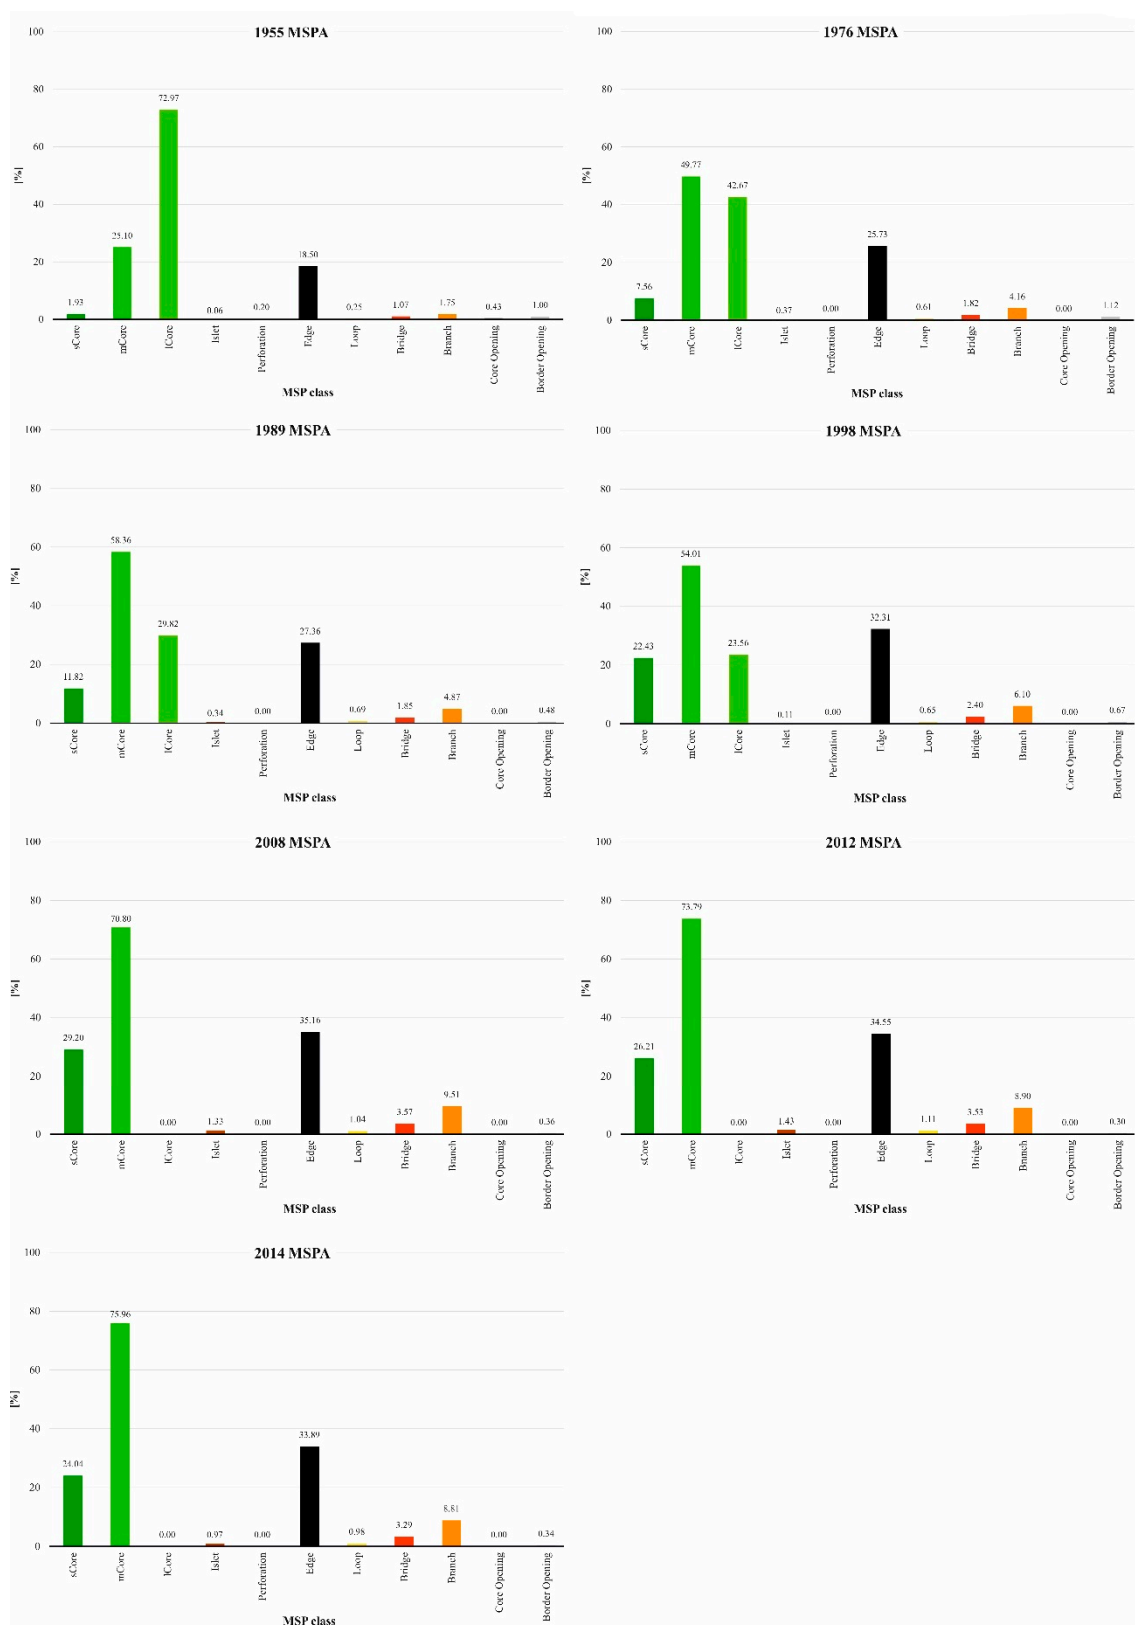 1955 MSPA
100
80
60
40
20
0
[%]
1.93
25.10
72.97
0.06
0.20
18.50
0.25
1.07
1.75
0.43
1.00
sCore
mCore
lCore
Islet
Perforation
Edge
Loop
Bridge
Branch
Core Opening
Border Opening
MSP class
1976 MSPA
100
80
60
40
20
0
[%]
7.56
49.77
42.67
0.37
0.00
25.73
0.61
1.82
4.16
0.00
1.12
sCore
mCore
lCore
Islet
Perforation
Edge
Loop
Bridge
Branch
Core Opening
Border Opening
MSP class
1989 MSPA
100
80
60
40
20
0
[%]
11.82
58.36
29.82
0.34
0.00
27.36
0.69
1.85
4.87
0.00
0.48
sCore
mCore
lCore
Islet
Perforation
Edge
Loop
Bridge
Branch
Core Opening
Border Opening
MSP class
1998 MSPA
100
80
60
40
20
0
[%]
22.43
54.01
23.56
0.11
0.00
32.31
0.65
2.40
6.10
0.00
0.67
sCore
mCore
lCore
Islet
Perforation
Edge
Loop
Bridge
Branch
Core Opening
Border Opening
MSP class
2008 MSPA
100
80
60
40
20
0
[%]
29.20
70.80
0.00
1.33
0.00
35.16
1.04
3.57
9.51
0.00
0.36
sCore
mCore
lCore
Islet
Perforation
Edge
Loop
Bridge
Branch
Core Opening
Border Opening
MSP class
2012 MSPA
100
80
60
40
20
0
[%]
26.21
73.79
0.00
1.43
0.00
34.55
1.11
3.53
8.90
0.00
0.30
sCore
mCore
lCore
Islet
Perforation
Edge
Loop
Bridge
Branch
Core Opening
Border Opening
MSP class
2014 MSPA
100
80
60
40
20
0
[%]
24.04
75.96
0.00
0.97
0.00
33.89
0.98
3.29
8.81
0.00
0.34
sCore
mCore
lCore
Islet
Perforation
Edge
Loop
Bridge
Branch
Core Opening
Border Opening
MSP class